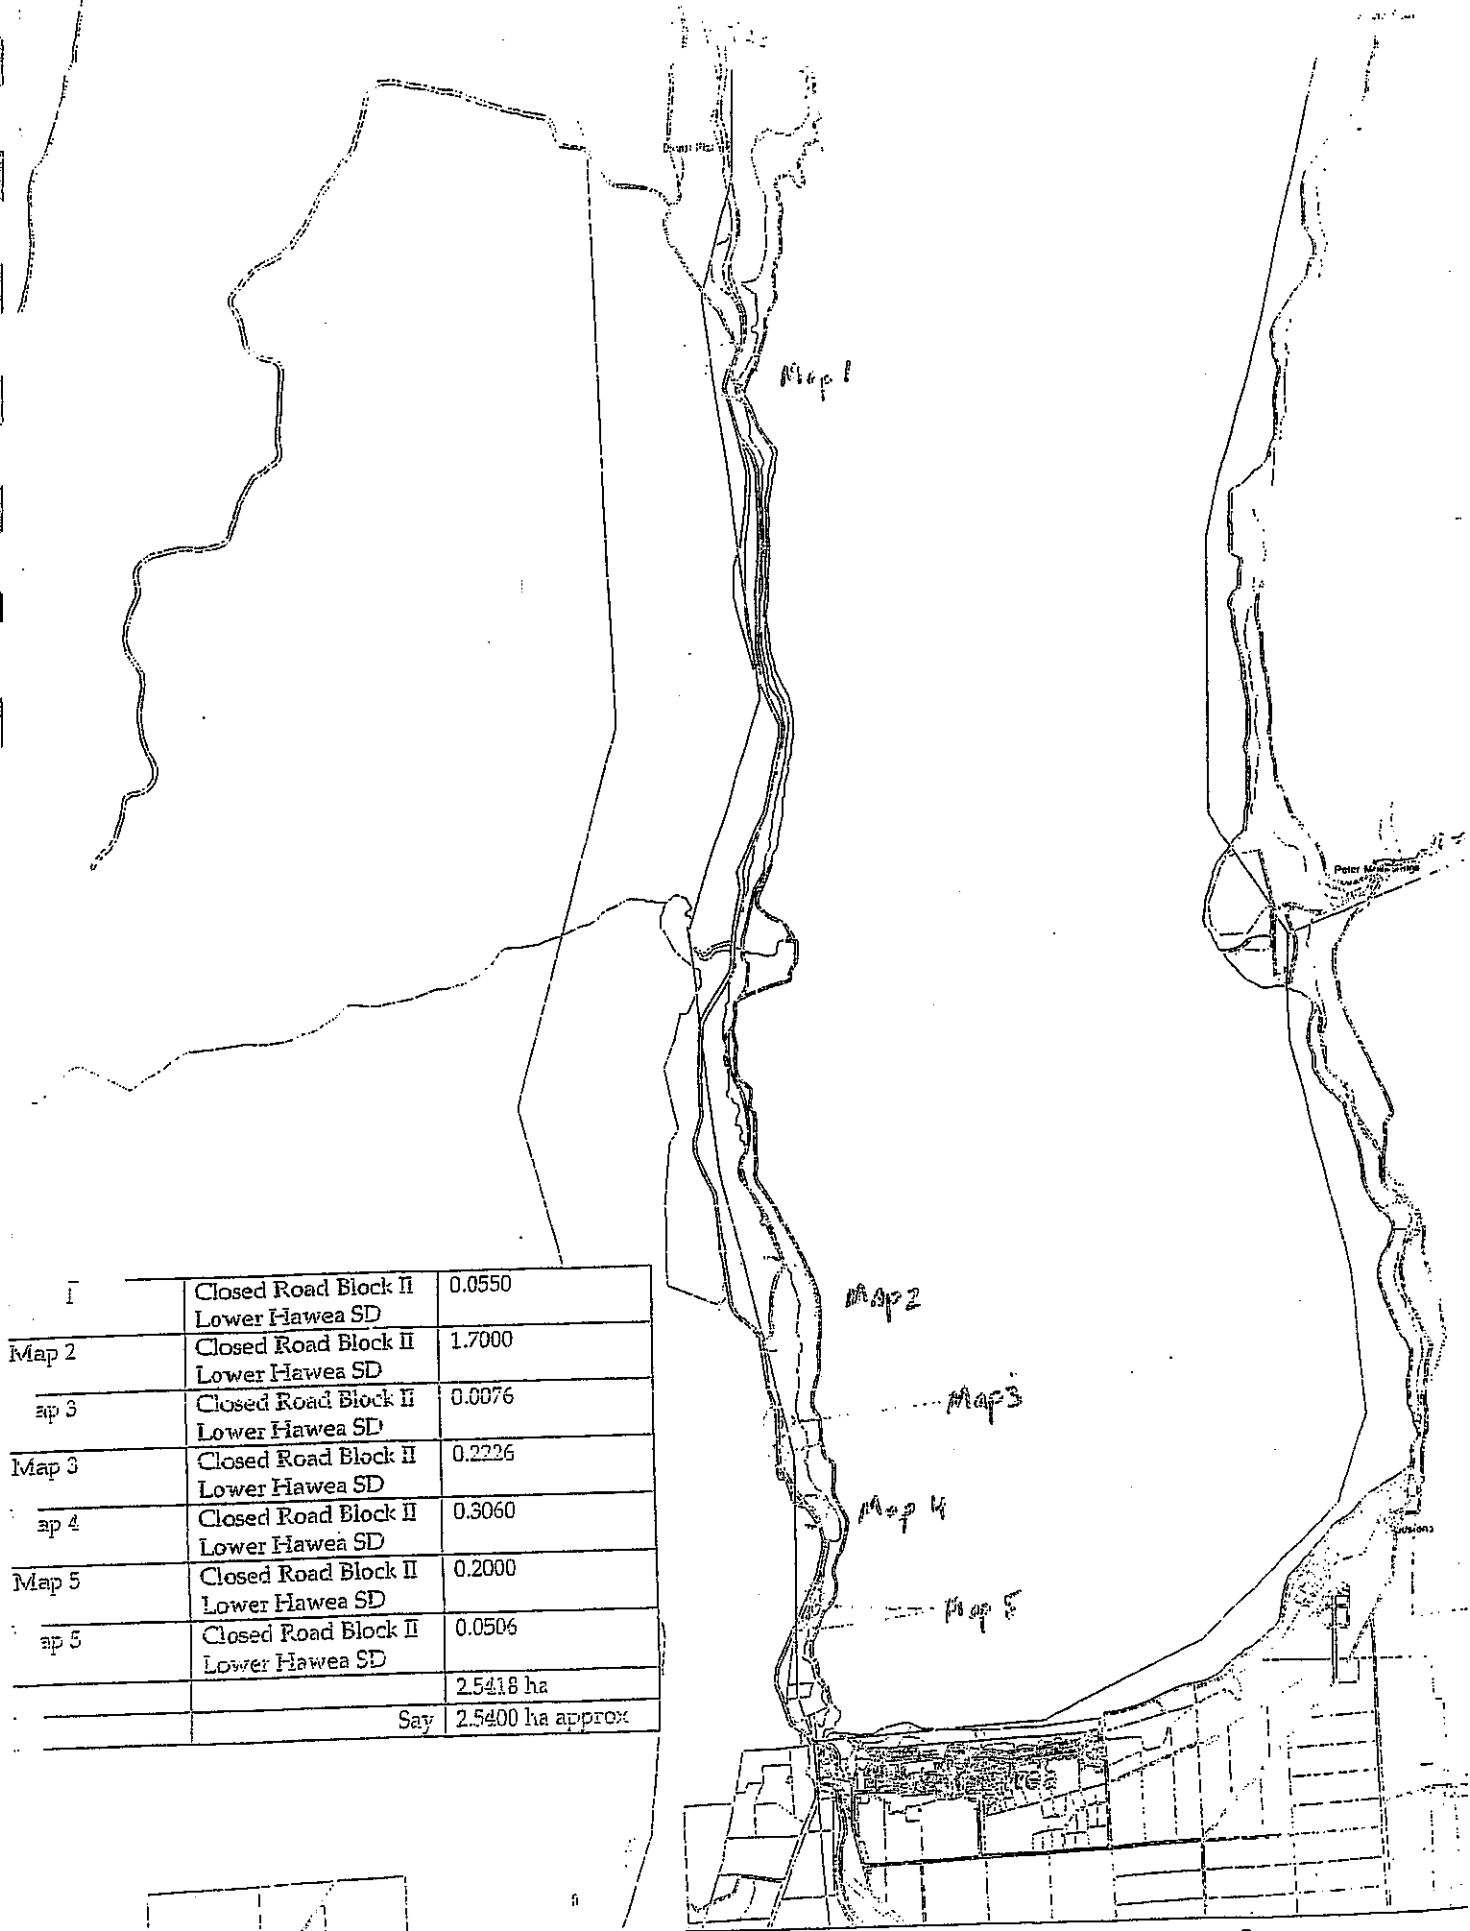 Map 1
Peter Muir
Map 2
Map 3
Map 4
Map 5
I
Closed Road Block II
Lower Hawea SD
0.0550
Map 2
Closed Road Block II
Lower Hawea SD
1.7000
ap 3
Closed Road Block II
Lower Hawea SD
0.0076
Map 3
Closed Road Block II
Lower Hawea SD
0.2226
ap 4
Closed Road Block II
Lower Hawea SD
0.3060
Map 5
Closed Road Block II
Lower Hawea SD
0.2000
ap 5
Closed Road Block II
Lower Hawea SD
0.0506
2.5418 ha
Say
2.5400 ha approx